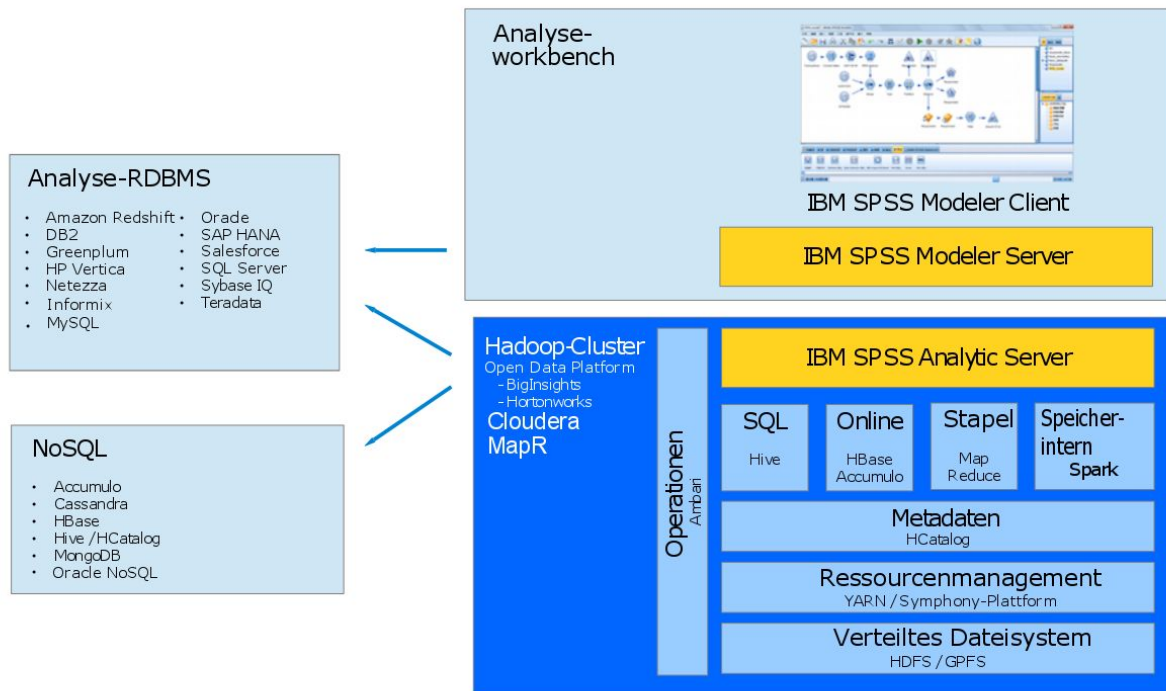 Analyse-
workbench
IBM SPSS Modeler Client
IBM SPSS Modeler Server
Analyse-RDBMS
• Amazon Redshift
• DB2
• Greenplum
• HP Vertica
• Netezza
• Informix
• MySQL
• Oracle
• SAP HANA
• Salesforce
• SQL Server
• Sybase IQ
• Teradata
NoSQL
• Accumulo
• Cassandra
• HBase
• Hive /HCatalog
• MongoDB
• Oracle NoSQL
Hadoop-Cluster
Open Data Platform
- BigInsights
- Hortonworks
Cloudera
MapR
Operationen
Ambari
IBM SPSS Analytic Server
SQL
Hive
Online
HBase
Accumulo
Stapel
Map
Reduce
Speicher-
intern
Spark
Metadaten
HCatalog
Ressourcenmanagement
YARN / Symphony-Plattform
Verteiltes Dateisystem
HDFS / GPFS